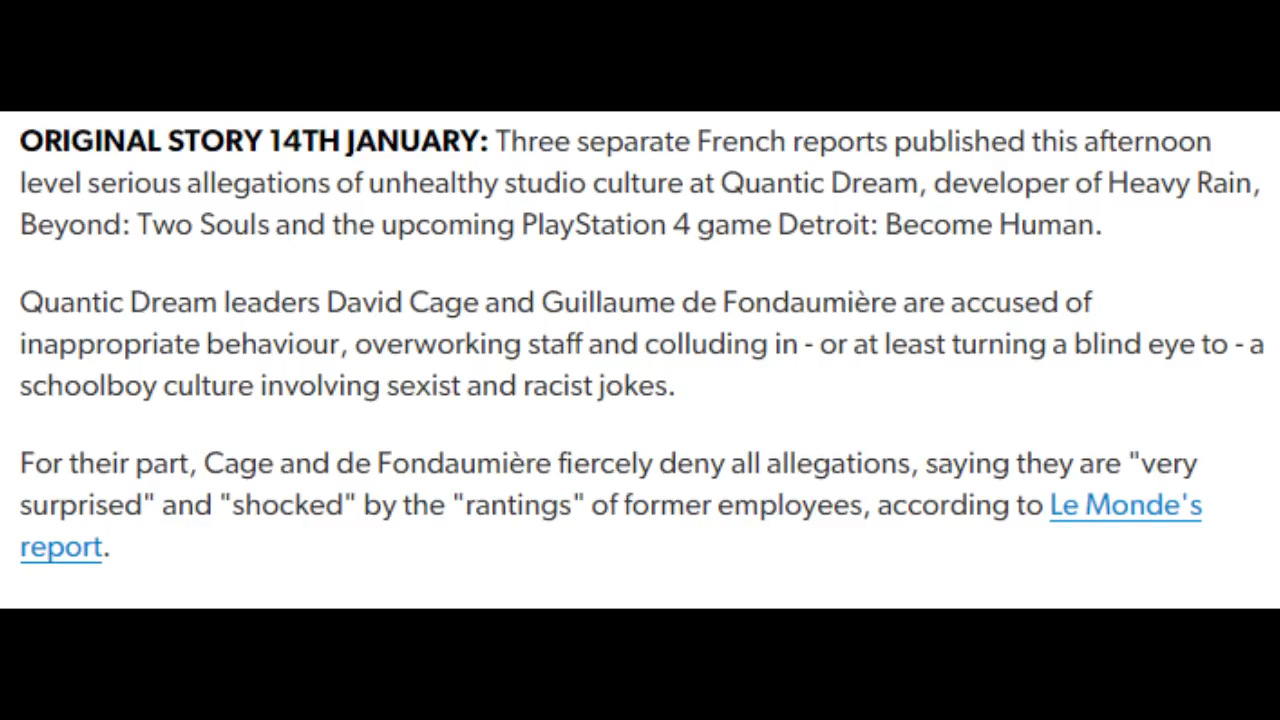 ORIGINAL STORY 14TH JANUARY: Three separate French reports published this afternoon
level serious allegations of unhealthy studio culture at Quantic Dream, developer of Heavy Rain,
Beyond: Two Souls and the upcoming PlayStation 4 game Detroit: Become Human.
Quantic Dream leaders David Cage and Guillaume de Fondaumière are accused of
inappropriate behaviour, overworking staff and colluding in - or at least turning a blind eye to - a
schoolboy culture involving sexist and racist jokes.
For their part, Cage and de Fondaumière fiercely deny all allegations, saying they are "very
surprised" and "shocked" by the "rantings" of former employees, according to Le Monde's
report.